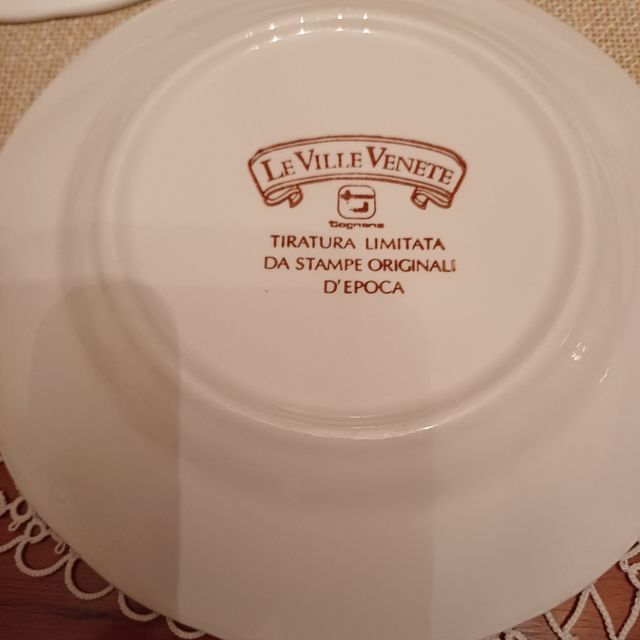 LE VILLE VENETE
Tognana
TIRATURA LIMITATA
DA STAMPE ORIGINALI
D'EPOCA